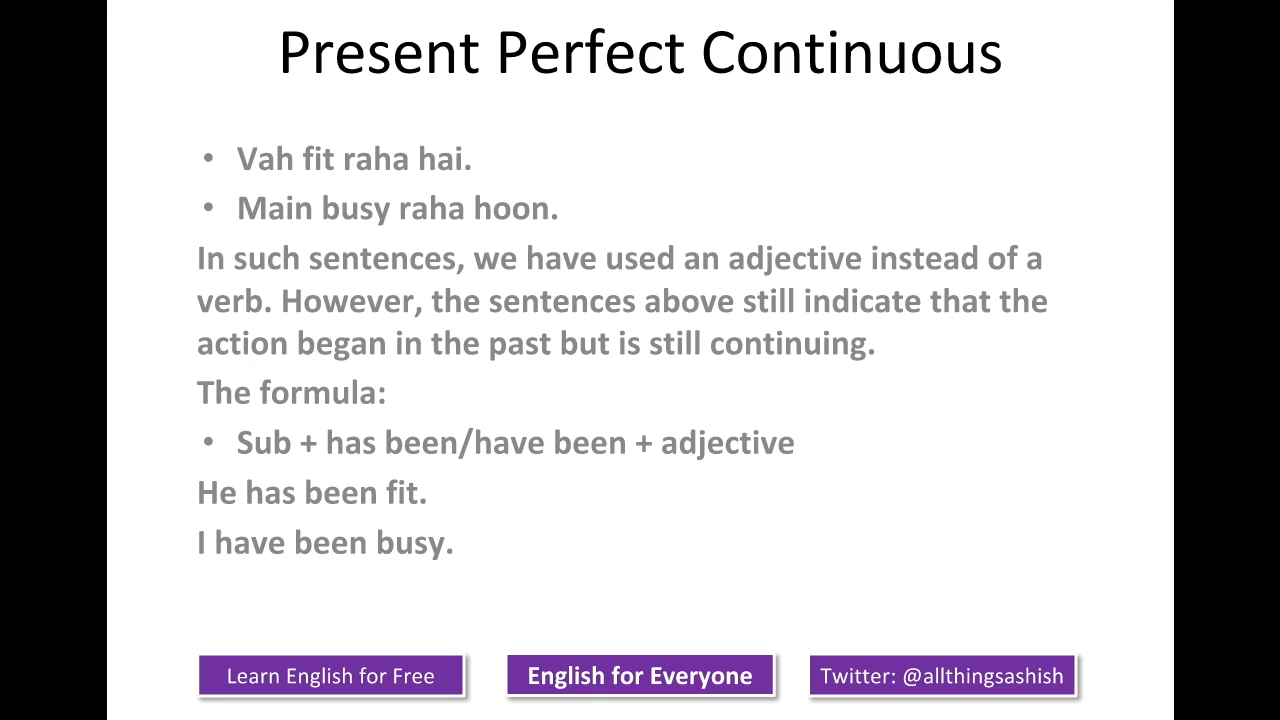 Present Perfect Continuous
• Vah fit raha hai.
• Main busy raha hoon.
In such sentences, we have used an adjective instead of a
verb. However, the sentences above still indicate that the
action began in the past but is still continuing.
The formula:
• Sub + has been/have been + adjective
He has been fit.
I have been busy.
Learn English for Free
English for Everyone
Twitter: @allthingsashish